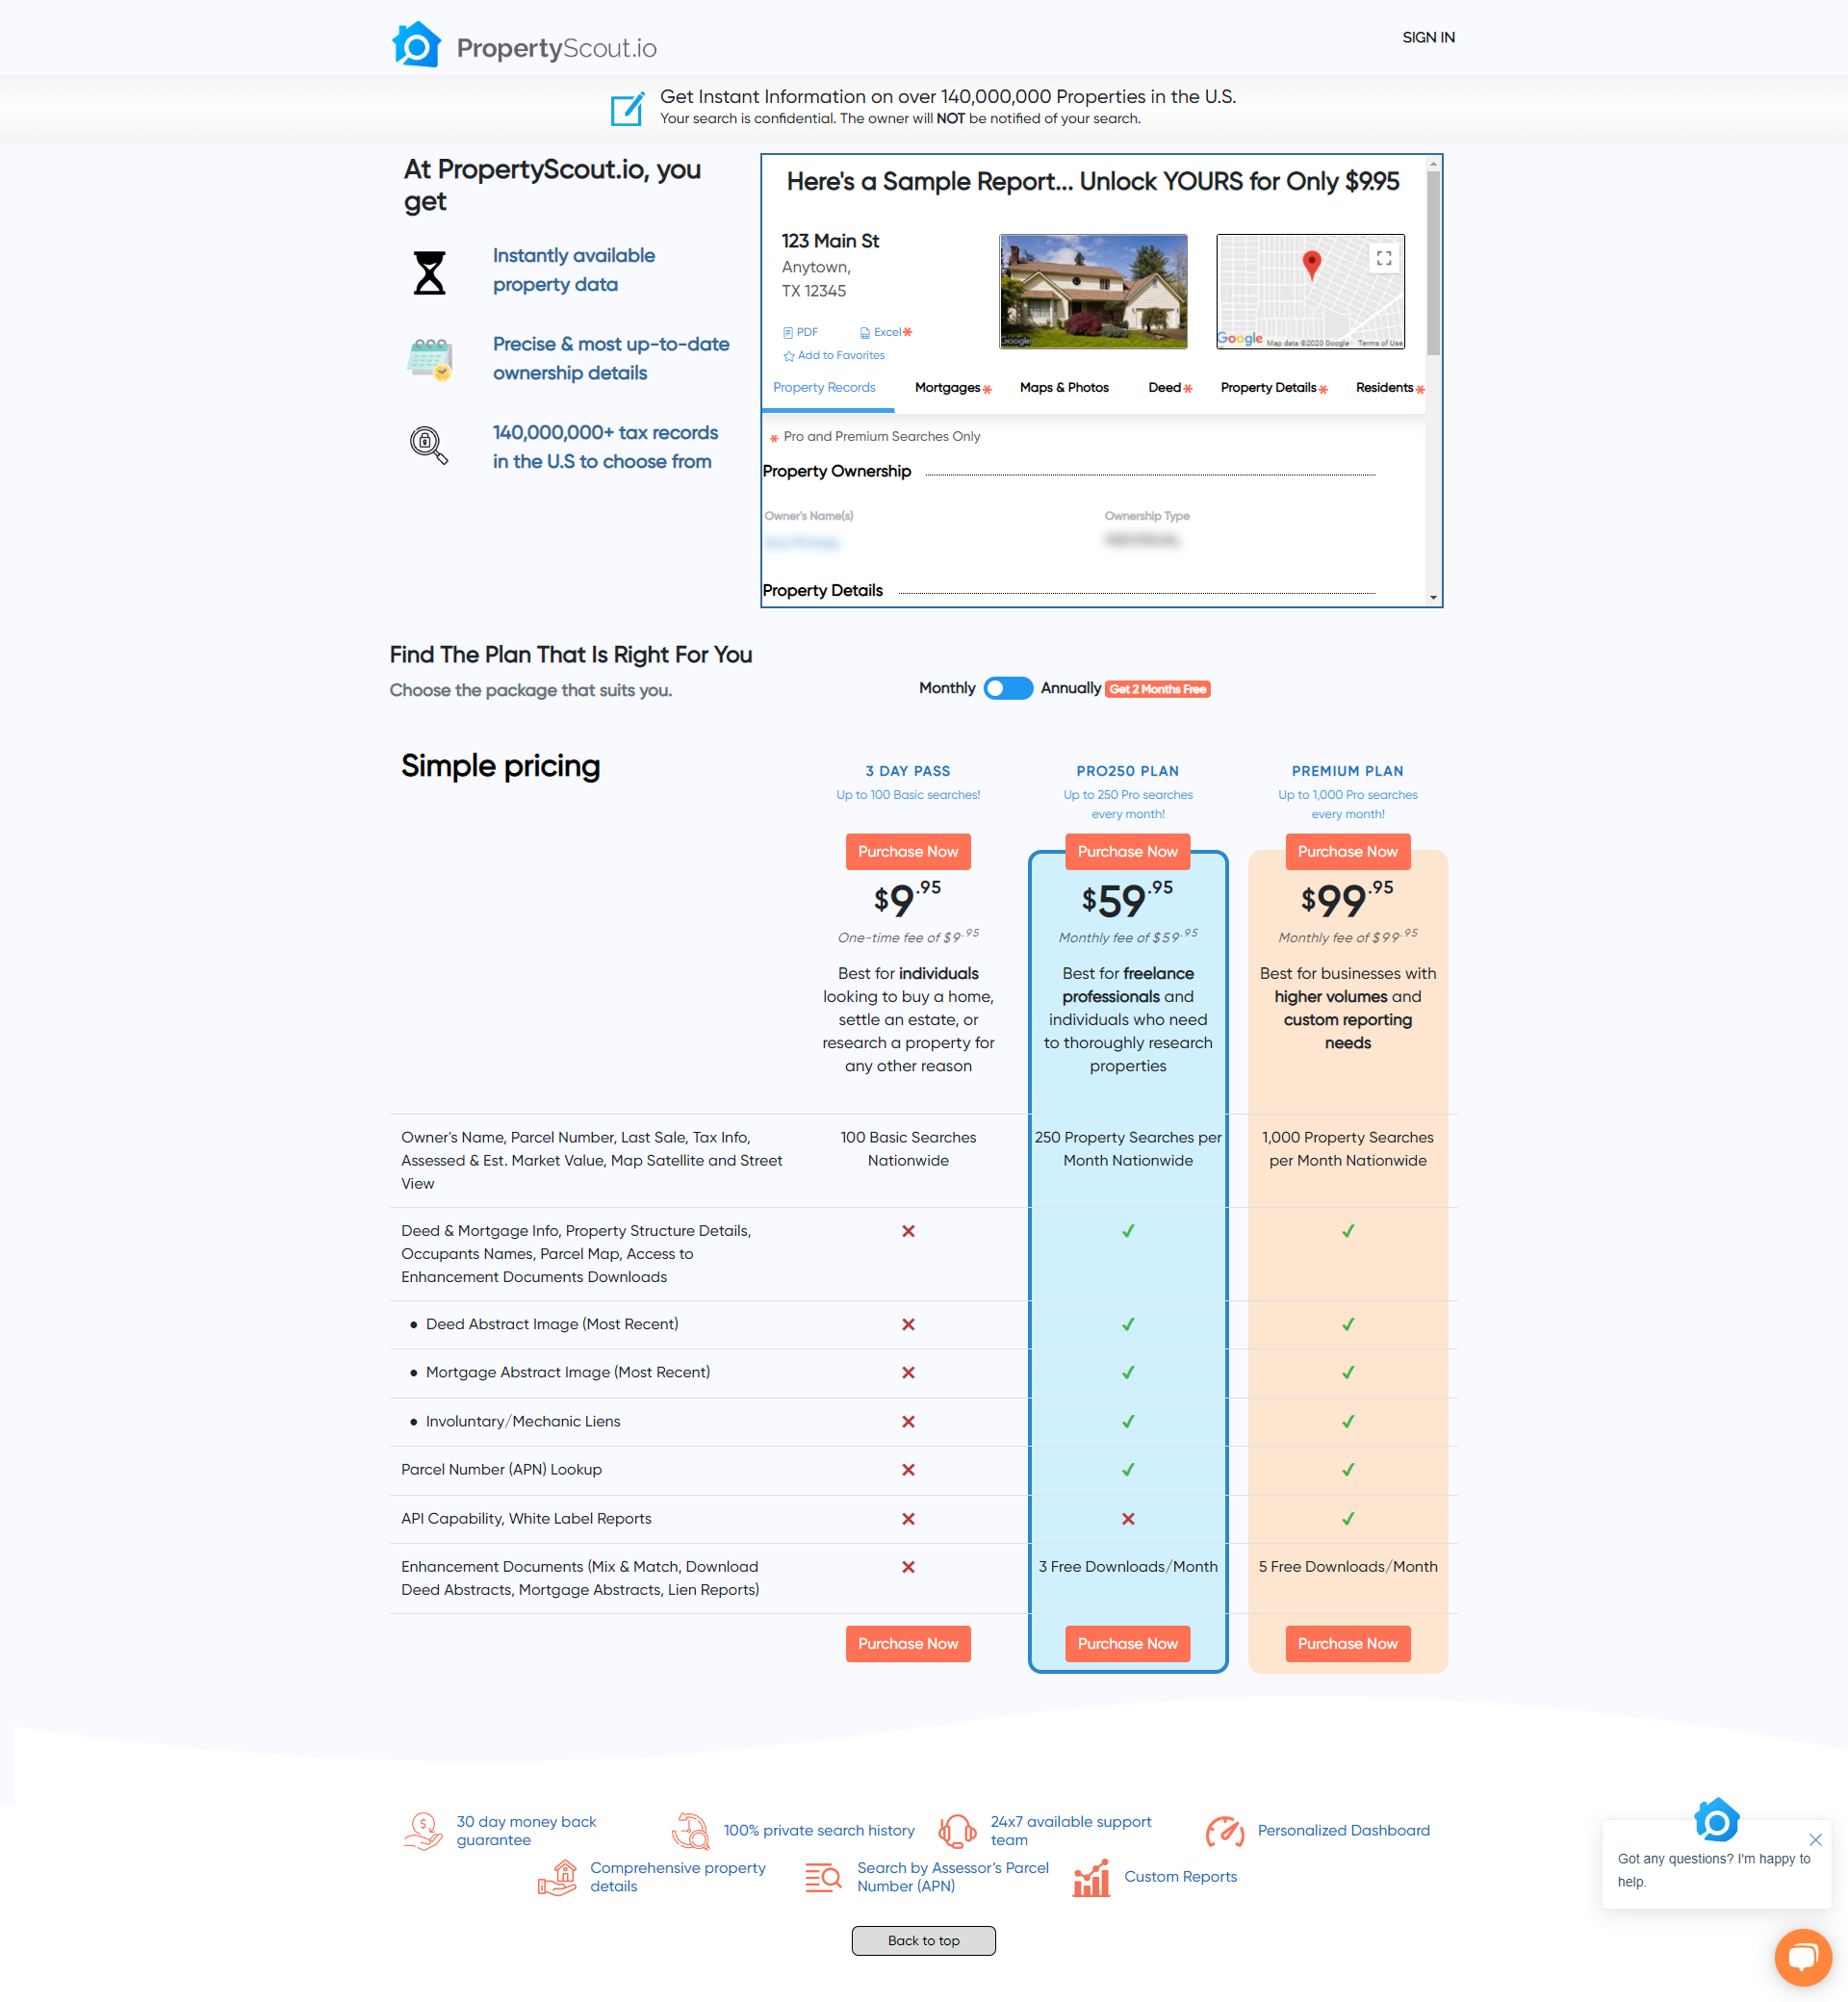 PropertyScout.io
SIGN IN
Get Instant Information on over 140,000,000 Properties in the U.S.
Your search is confidential. The owner will NOT be notified of your search.
At PropertyScout.io, you
get
Instantly available
property data
Precise & most up-to-date
ownership details
140,000,000+ tax records
in the U.S to choose from
Here's a Sample Report... Unlock YOURS for Only $9.95
123 Main St
Anytown,
TX 12345
PDF
Excel*
Add to Favorites
Google
Google
Map data ©2020 Google
Terms of Use
Property Records
Mortgages*
Maps & Photos
Deed*
Property Details*
Residents*
* Pro and Premium Searches Only
Property Ownership
Owner's Name(s)
Ownership Type
Property Details
Find The Plan That Is Right For You
Choose the package that suits you.
Monthly
Annually
Get 2 Months Free
Simple pricing
3 DAY PASS
Up to 100 Basic searches!
Purchase Now
$9.95
One-time fee of $9.95
Best for individuals
looking to buy a home,
settle an estate, or
research a property for
any other reason
PRO250 PLAN
Up to 250 Pro searches
every month!
Purchase Now
$59.95
Monthly fee of $59.95
Best for freelance
professionals and
individuals who need
to thoroughly research
properties
PREMIUM PLAN
Up to 1,000 Pro searches
every month!
Purchase Now
$99.95
Monthly fee of $99.95
Best for businesses with
higher volumes and
custom reporting
needs
Owner's Name, Parcel Number, Last Sale, Tax Info,
Assessed & Est. Market Value, Map Satellite and Street
View
100 Basic Searches
Nationwide
250 Property Searches per
Month Nationwide
1,000 Property Searches
per Month Nationwide
Deed & Mortgage Info, Property Structure Details,
Occupants Names, Parcel Map, Access to
Enhancement Documents Downloads
• Deed Abstract Image (Most Recent)
• Mortgage Abstract Image (Most Recent)
• Involuntary/Mechanic Liens
Parcel Number (APN) Lookup
API Capability, White Label Reports
Enhancement Documents (Mix & Match, Download
Deed Abstracts, Mortgage Abstracts, Lien Reports)
3 Free Downloads/Month
5 Free Downloads/Month
Purchase Now
Purchase Now
Purchase Now
30 day money back
guarantee
100% private search history
24x7 available support
team
Personalized Dashboard
Comprehensive property
details
Search by Assessor's Parcel
Number (APN)
Custom Reports
Got any questions? I'm happy to
help.
Back to top